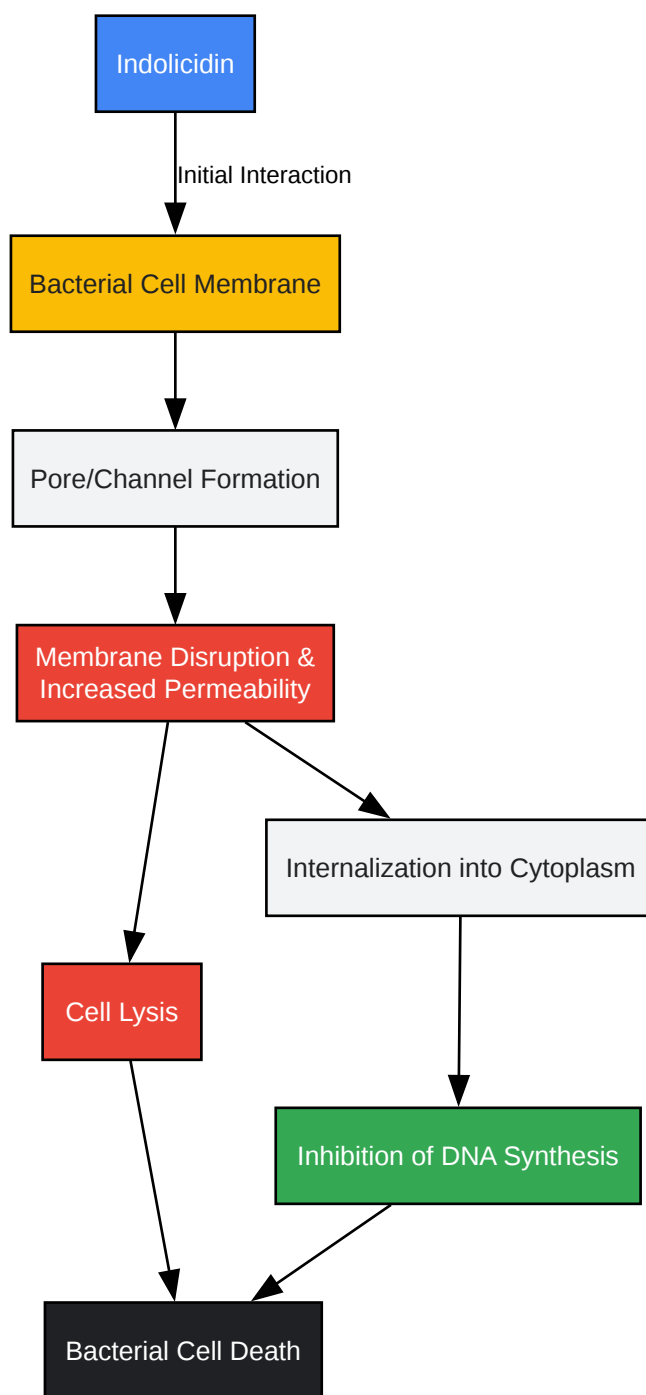 Indolicidin
Initial Interaction
Bacterial Cell Membrane
Pore/Channel Formation
Membrane Disruption &
Increased Permeability
Internalization into Cytoplasm
Cell Lysis
Inhibition of DNA Synthesis
Bacterial Cell Death